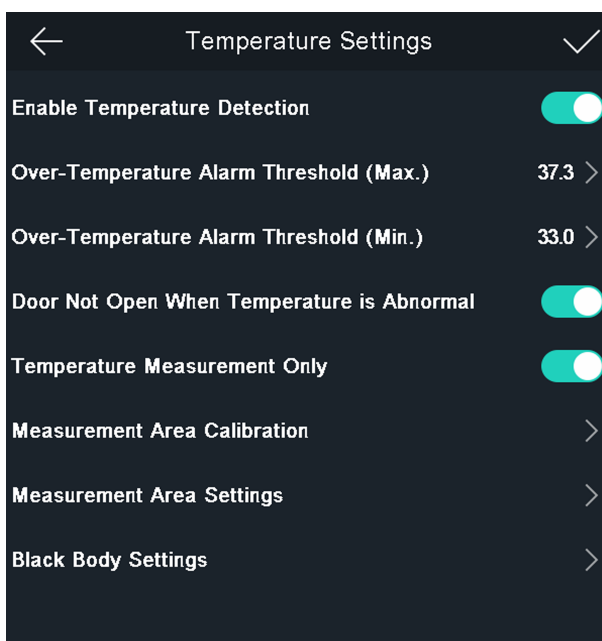 Temperature Settings
Enable Temperature Detection
Over-Temperature Alarm Threshold (Max.) 37.3
Over-Temperature Alarm Threshold (Min.) 33.0
Door Not Open When Temperature is Abnormal
Temperature Measurement Only
Measurement Area Calibration
Measurement Area Settings
Black Body Settings